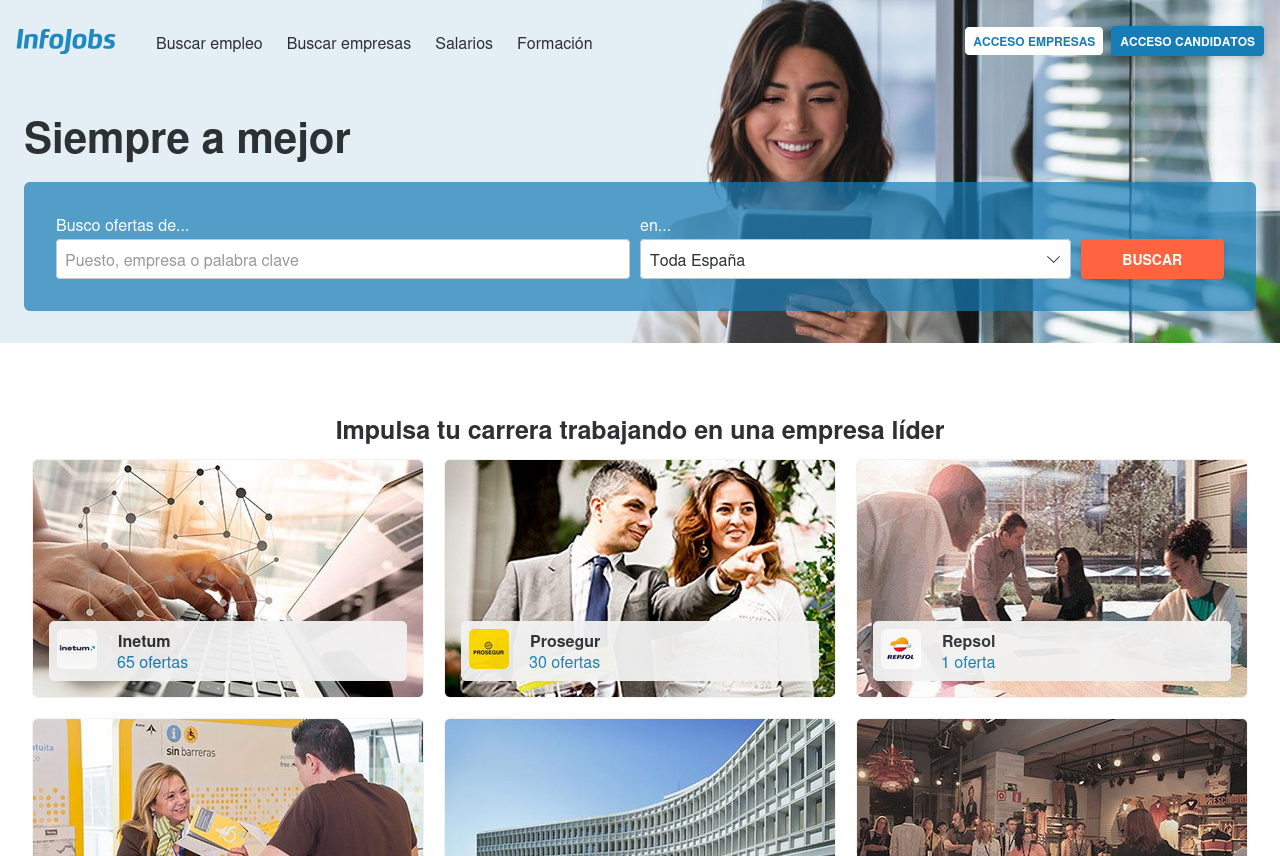 InfoJobs
Buscar empleo
Buscar empresas
Salarios
Formación
ACCESO EMPRESAS
ACCESO CANDIDATOS
Siempre a mejor
Busco ofertas de...
en...
Puesto, empresa o palabra clave
Toda España
BUSCAR
Impulsa tu carrera trabajando en una empresa líder
inetum.
Inetum
65 ofertas
PROSEGUR
Prosegur
30 ofertas
REPSOL
Repsol
1 oferta
sin barreras